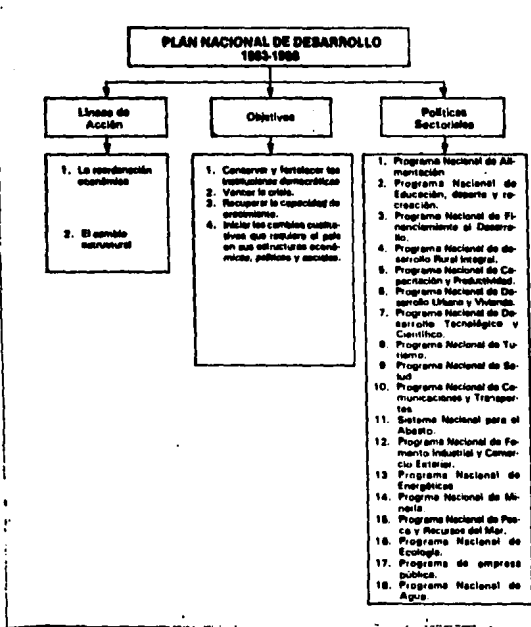 PLAN NACIONAL DE DESARROLLO
1983-1988
Líneas de
Acción
Objetivos
Políticas
Sectoriales
1. La reordenación
económica
2. El cambio
estructural
1. Conservar y fortalecer las
instituciones democráticas
2. Vencer la crisis.
3. Recuperar la capacidad de
crecimiento.
4. Iniciar los cambios cualita-
tivos que requiere el país
en sus estructuras econó-
micas, políticas y sociales.
1. Programa Nacional de Ali-
mentación
2. Programa Nacional de
Educación, deporte y re-
creación.
3. Programa Nacional de Fi-
nanciamiento al Desarro-
llo.
4. Programa Nacional de de-
sarrollo Rural Integral.
5. Programa Nacional de Ca-
pacitación y Productividad.
6. Programa Nacional de De-
sarrollo Urbano y Vivienda.
7. Programa Nacional de De-
sarrollo Tecnológico y
Científico.
8. Programa Nacional de Tu-
rismo.
9 Programa Nacional de Sa-
lud
10. Programa Nacional de Co-
municaciones y Transpor-
tes
11. Sistema Nacional para el
Abasto.
12. Programa Nacional de Fo-
mento Industrial y Comer-
cio Exterior.
13 Programa Nacional de
Energéticos
14. Progrma Nacional de Mi-
nería.
15. Programa Nacional de Pes-
ca y Recursos del Mar.
16. Programa Nacional de
Ecología.
17. Programa de empresa
pública.
18. Programa Nacional de
Agua.